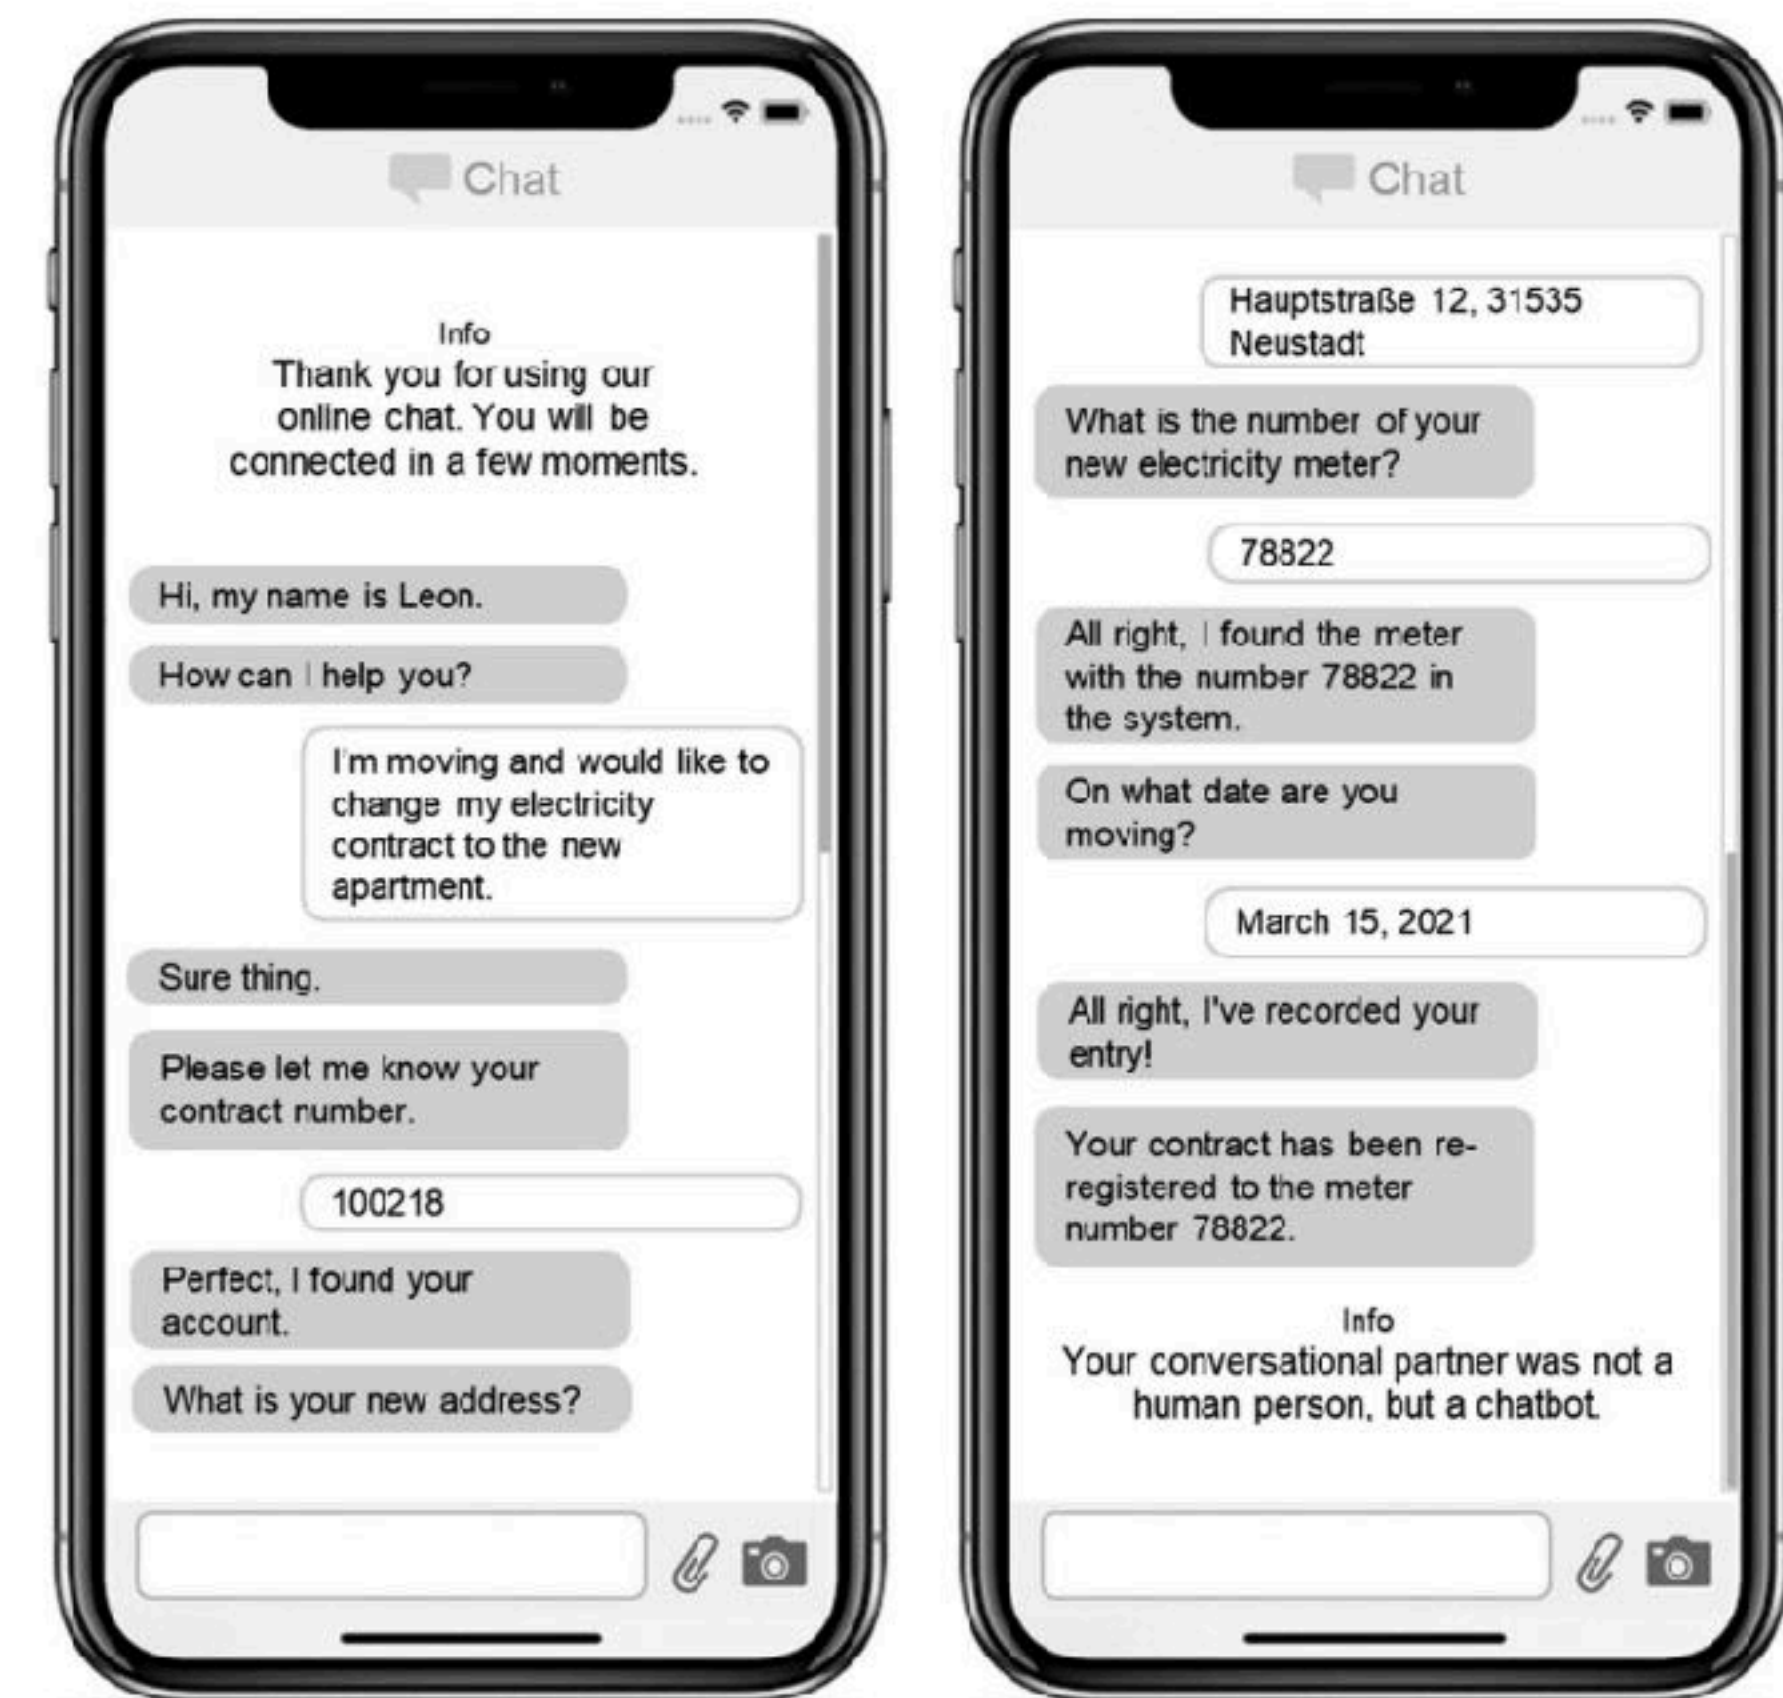 Chat
Info
Thank you for using our
online chat. You will be
connected in a few moments.
Hi, my name is Leon.
How can I help you?
I'm moving and would like to
change my electricity
contract to the new
apartment.
Sure thing.
Please let me know your
contract number.
100218
Perfect, I found your
account.
What is your new address?
Chat
Hauptstraße 12, 31535
Neustadt
What is the number of your
new electricity meter?
78822
All right, I found the meter
with the number 78822 in
the system.
On what date are you
moving?
March 15, 2021
All right, I've recorded your
entry!
Your contract has been re-
registered to the meter
number 78822.
Info
Your conversational partner was not a
human person, but a chatbot.